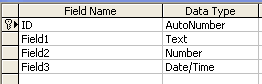 Field Name Data Type
ID AutoNumber
Field1 Text
Field2 Number
Field3 Date/Time